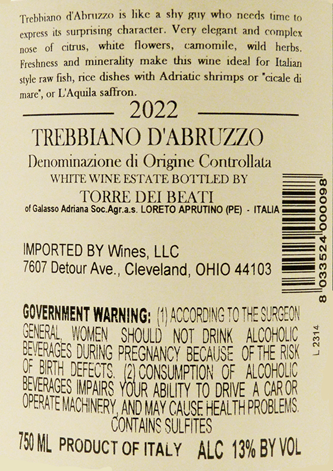 Trebbiano d'Abruzzo is like a shy guy who needs time to
express its surprising character. Very elegant and complex
nose of citrus, white flowers, camomile, wild herbs.
Freshness and minerality make this wine ideal for Italian
style raw fish, rice dishes with Adriatic shrimps or "cicale di
mare", or L'Aquila saffron.
2022
TREBBIANO D'ABRUZZO
Denominazione di Origine Controllata
WHITE WINE ESTATE BOTTLED BY
TORRE DEI BEATI
of Galasso Adriana Soc.Agr.a.s. LORETO APRUTINO (PE) - ITALIA
IMPORTED BY Wines, LLC
7607 Detour Ave., Cleveland, OHIO 44103
8 033524 000098
L 2314
GOVERNMENT WARNING: (1) ACCORDING TO THE SURGEON
GENERAL WOMEN SHOULD NOT DRINK ALCOHOLIC
BEVERAGES DURING PREGNANCY BECAUSE OF THE RISK
OF BIRTH DEFECTS. (2) CONSUMPTION OF ALCOHOLIC
BEVERAGES IMPAIRS YOUR ABILITY TO DRIVE A CAR OR
OPERATE MACHINERY, AND MAY CAUSE HEALTH PROBLEMS.
CONTAINS SULFITES
750 ML PRODUCT OF ITALY ALC 13% BY VOL